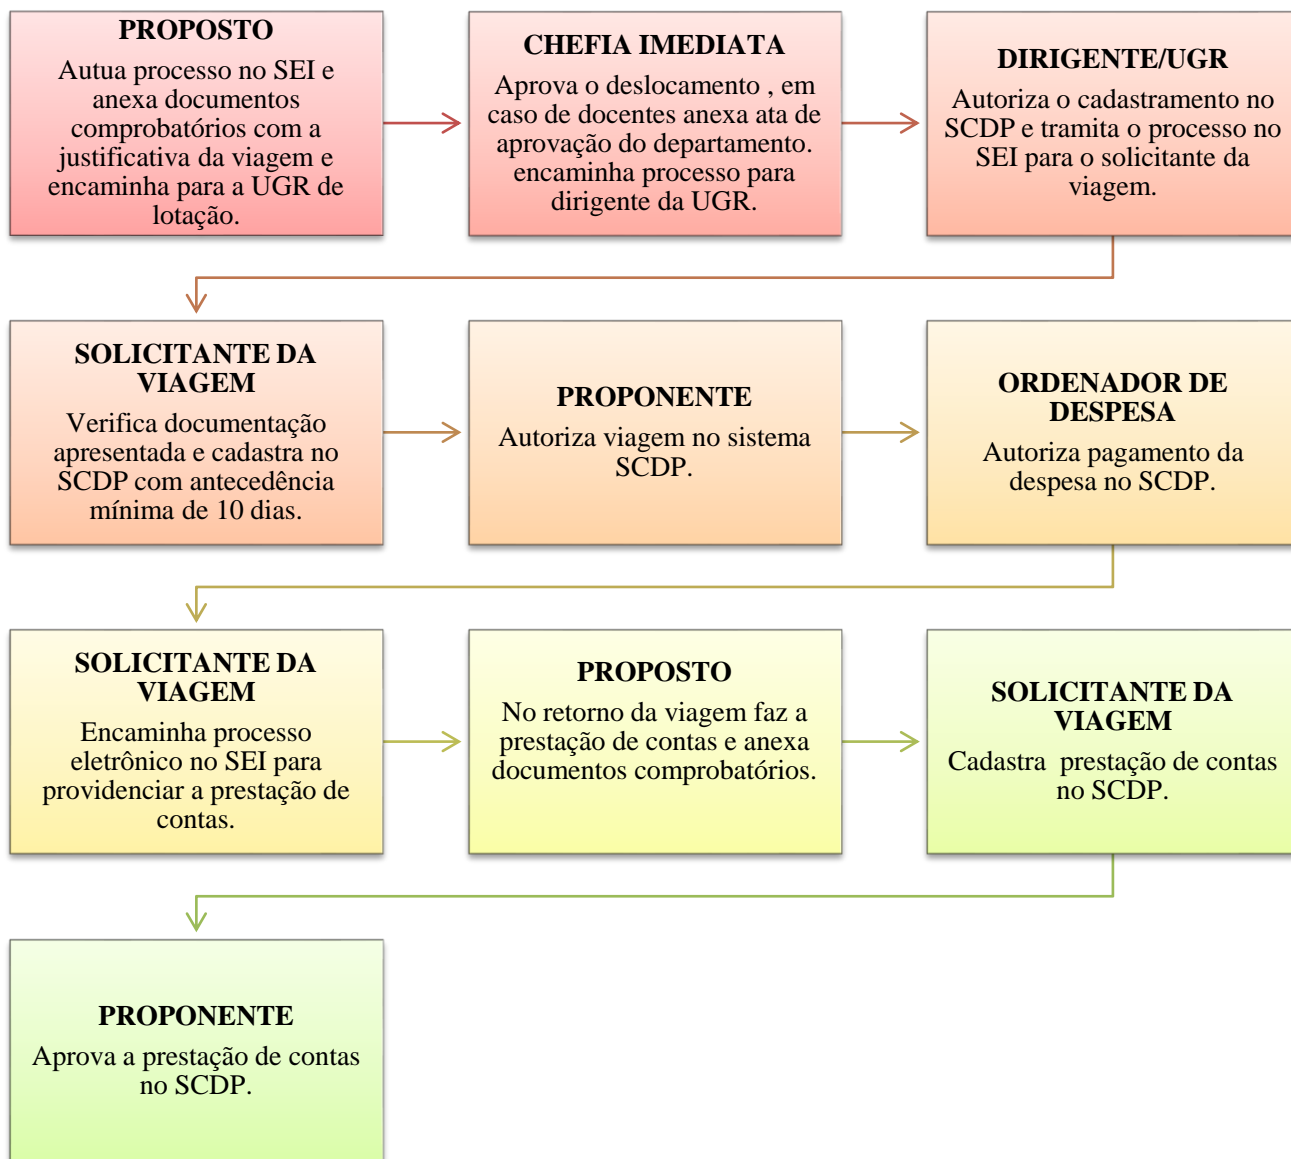 PROPOSTO
Autua processo no SEI e
anexa documentos
comprobatórios com a
justificativa da viagem e
encaminha para a UGR de
lotação.
CHEFIA IMEDIATA
Aprova o deslocamento , em
caso de docentes anexa ata de
aprovação do departamento.
encaminha processo para
dirigente da UGR.
DIRIGENTE/UGR
Autoriza o cadastramento no
SCDP e tramita o processo no
SEI para o solicitante da
viagem.
SOLICITANTE DA
VIAGEM
Verifica documentação
apresentada e cadastra no
SCDP com antecedência
mínima de 10 dias.
PROPONENTE
Autoriza viagem no sistema
SCDP.
ORDENADOR DE
DESPESA
Autoriza pagamento da
despesa no SCDP.
SOLICITANTE DA
VIAGEM
Encaminha processo
eletrônico no SEI para
providenciar a prestação de
contas.
PROPOSTO
No retorno da viagem faz a
prestação de contas e anexa
documentos comprobatórios.
SOLICITANTE DA
VIAGEM
Cadastra  prestação de contas
no SCDP.
PROPONENTE
Aprova a prestação de contas
no SCDP.